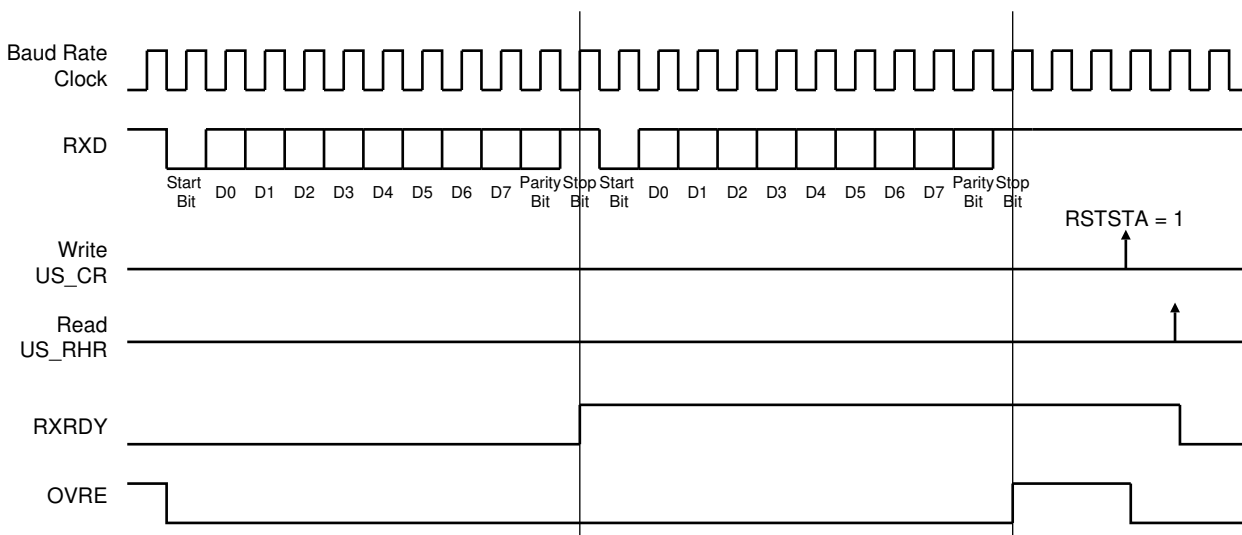 Baud Rate
Clock
RXD
Start
Bit
D0
D1
D2
D3
D4
D5
D6
D7
Parity
Bit
Stop
Bit
Start
Bit
D0
D1
D2
D3
D4
D5
D6
D7
Parity
Bit
Stop
Bit
RSTSTA = 1
Write
US_CR
Read
US_RHR
RXRDY
OVRE